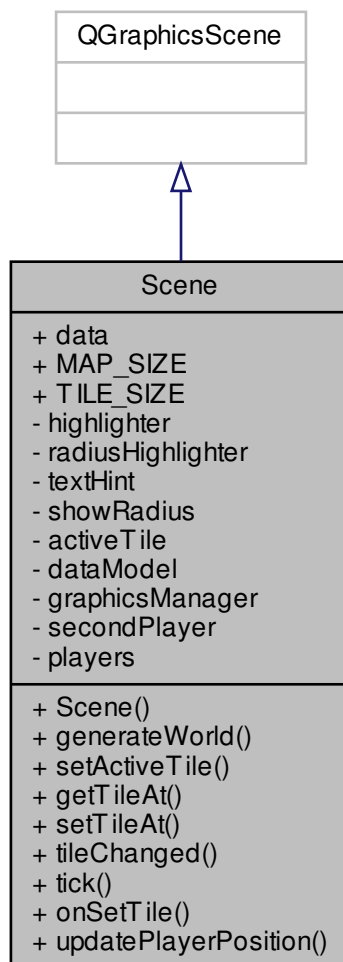 QGraphicsScene
Scene
+ data
+ MAP_SIZE
+ TILE_SIZE
- highlighter
- radiusHighlighter
- textHint
- showRadius
- activeTile
- dataModel
- graphicsManager
- secondPlayer
- players
+ Scene()
+ generateWorld()
+ setActiveTile()
+ getTileAt()
+ setTileAt()
+ tileChanged()
+ tick()
+ onSetTile()
+ updatePlayerPosition()